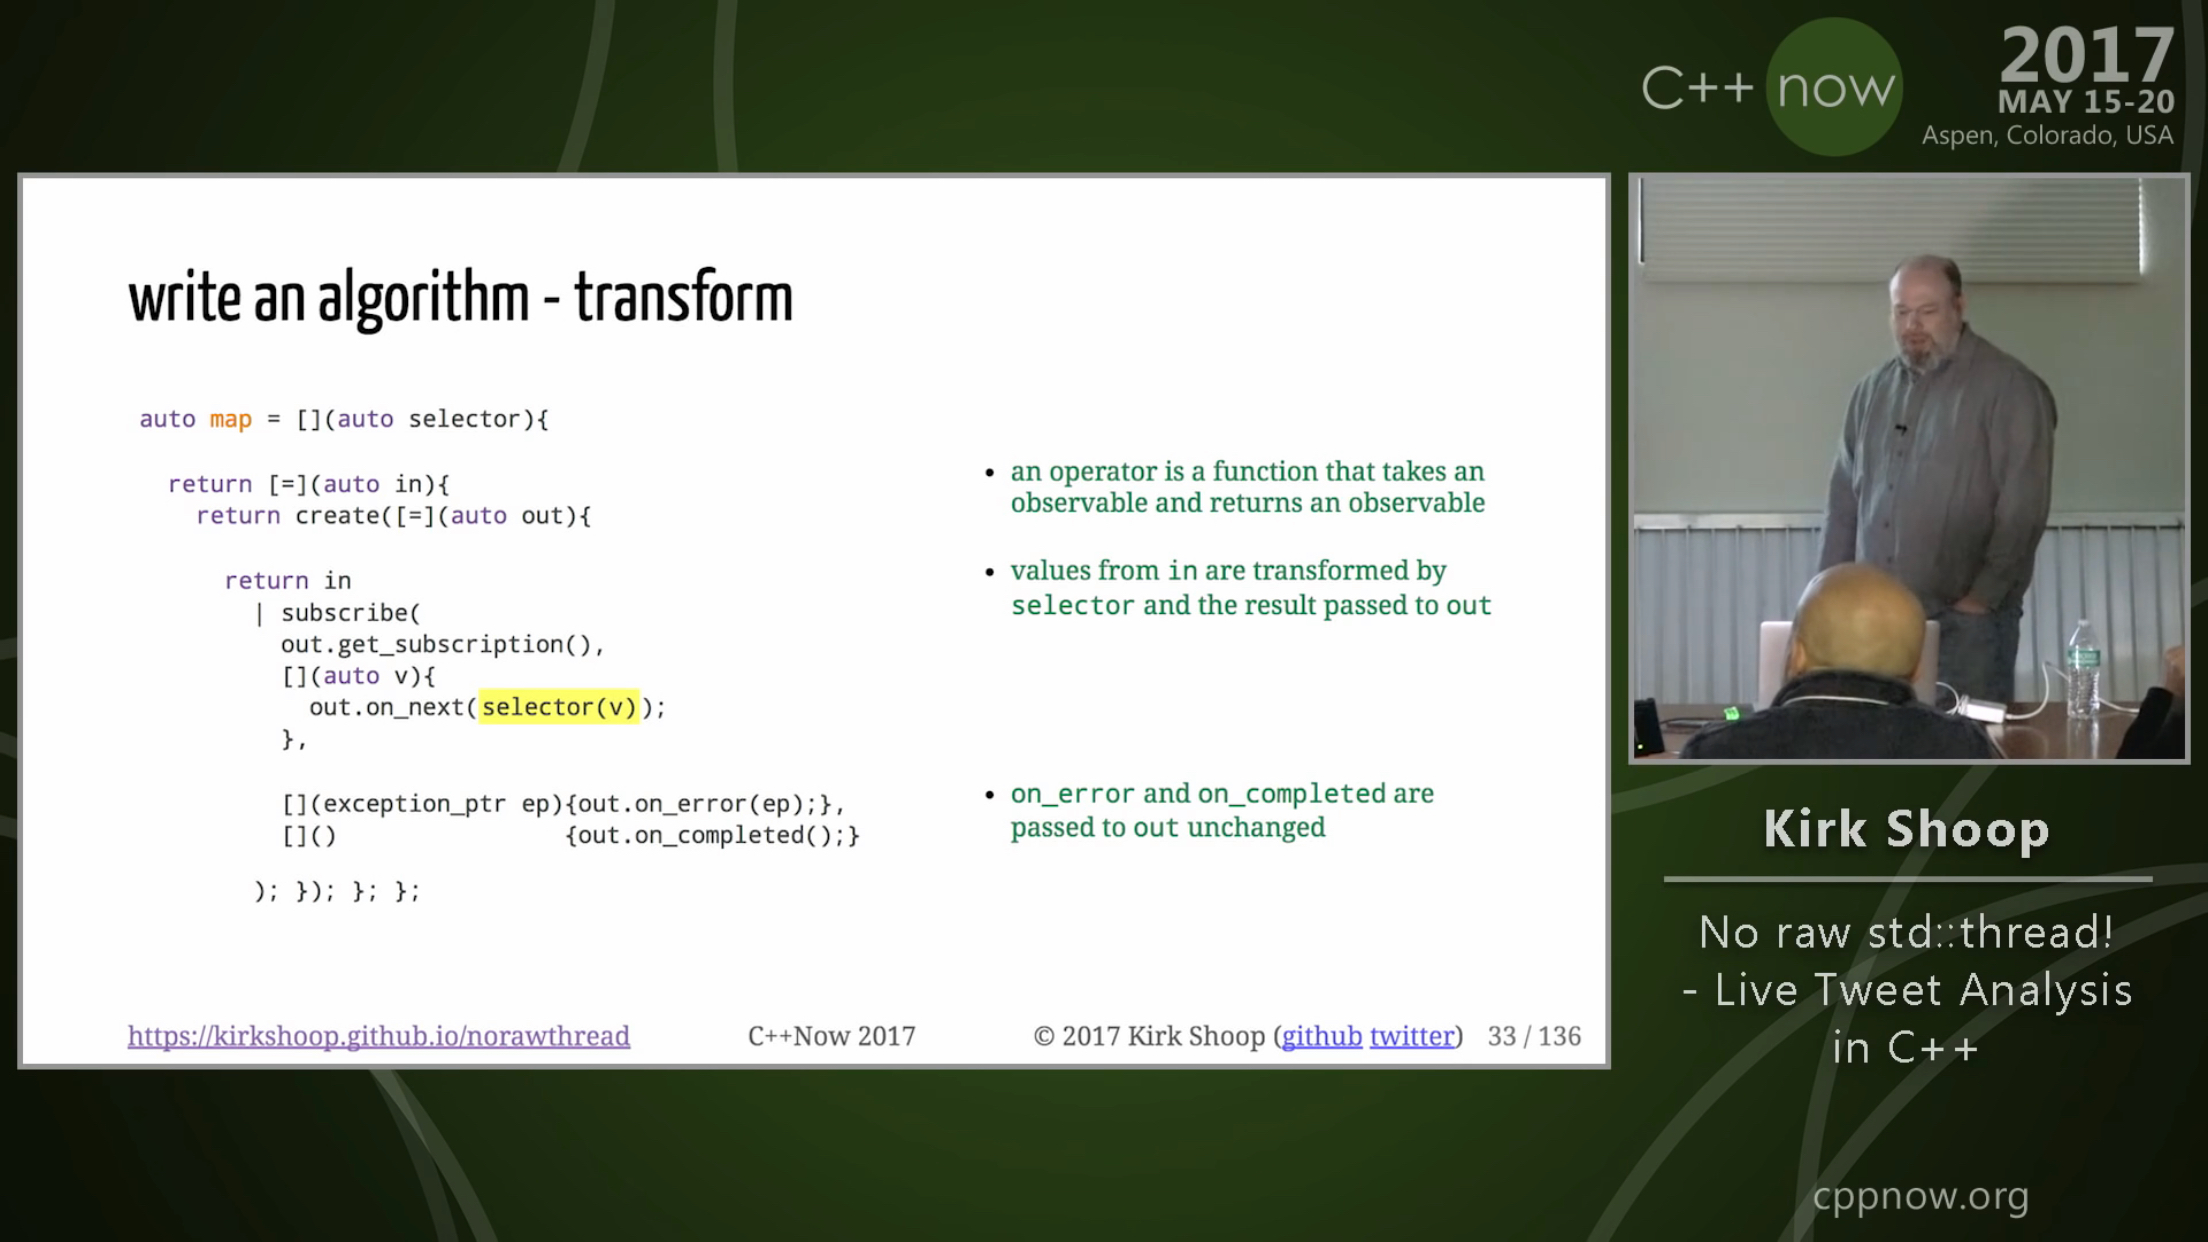 C++ now
2017
MAY 15-20
Aspen, Colorado, USA
write an algorithm - transform
auto map = [](auto selector){
return [=](auto in){
return create([=](auto out){
return in
| subscribe(
out.get_subscription(),
[](auto v){
out.on_next(selector(v));
},
[](exception_ptr ep){out.on_error(ep);},
[]() {out.on_completed();}
); }); }; };
• an operator is a function that takes an
observable and returns an observable
• values from in are transformed by
selector and the result passed to out
• on_error and on_completed are
passed to out unchanged
https://kirkshoop.github.io/norawthread C++Now 2017 © 2017 Kirk Shoop (github twitter) 33 / 136
Kirk Shoop
No raw std::thread!
- Live Tweet Analysis
in C++
cppnow.org